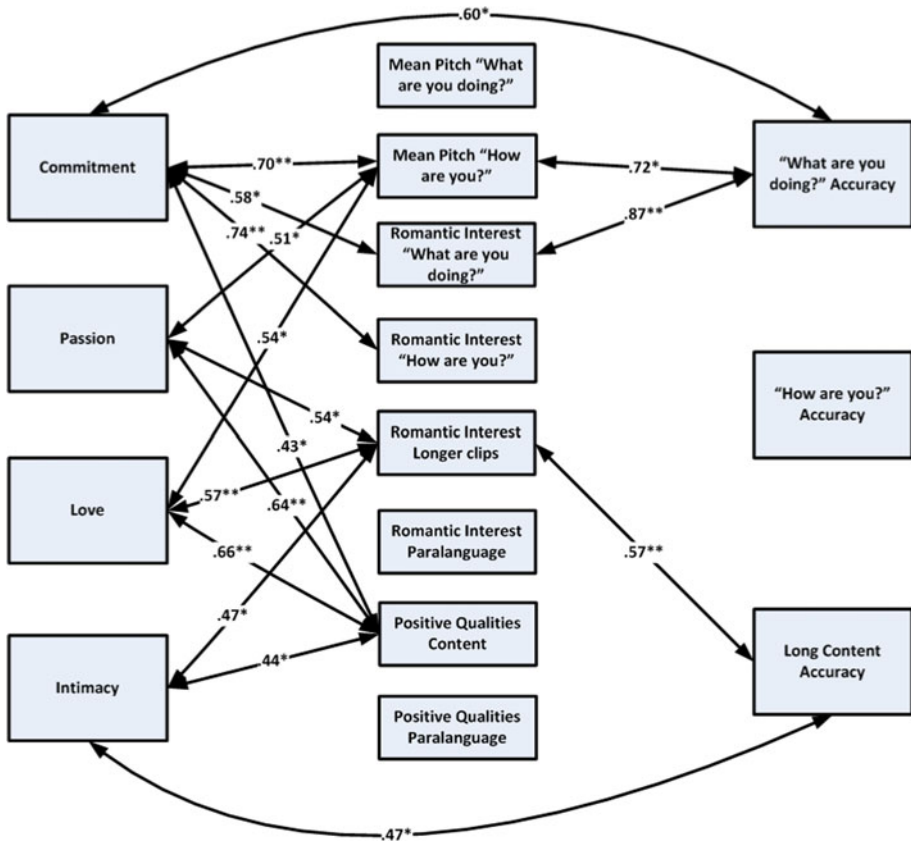 .60*
Mean Pitch “What
are you doing?”
Commitment
.70**
Mean Pitch “How
are you?”
.72*
“What are you
doing?” Accuracy
.58*
.87**
.74**
.51*
Romantic Interest
“What are you
doing?”
Passion
.54*
Romantic Interest
“How are you?”
“How are you?”
Accuracy
.54*
.43*
Romantic Interest
Longer clips
Love
.57**
.64**
Romantic Interest
Paralanguage
.66**
.57**
.47*
Positive Qualities
Content
Long Content
Accuracy
Intimacy
.44*
Positive Qualities
Paralanguage
.47*